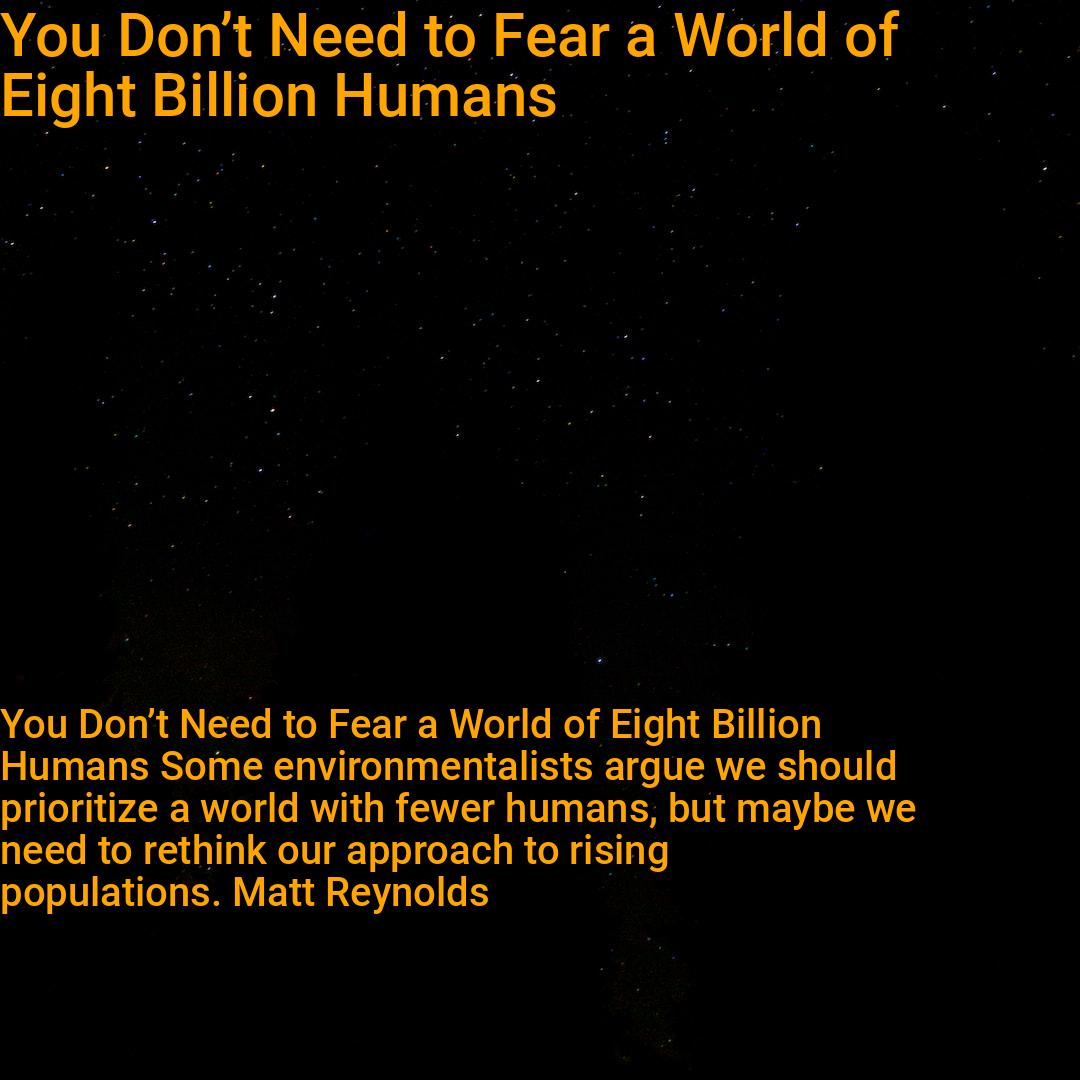 You Don’t Need to Fear a World of
Eight Billion Humans
You Don’t Need to Fear a World of Eight Billion
Humans Some environmentalists argue we should
prioritize a world with fewer humans, but maybe we
need to rethink our approach to rising
populations. Matt Reynolds